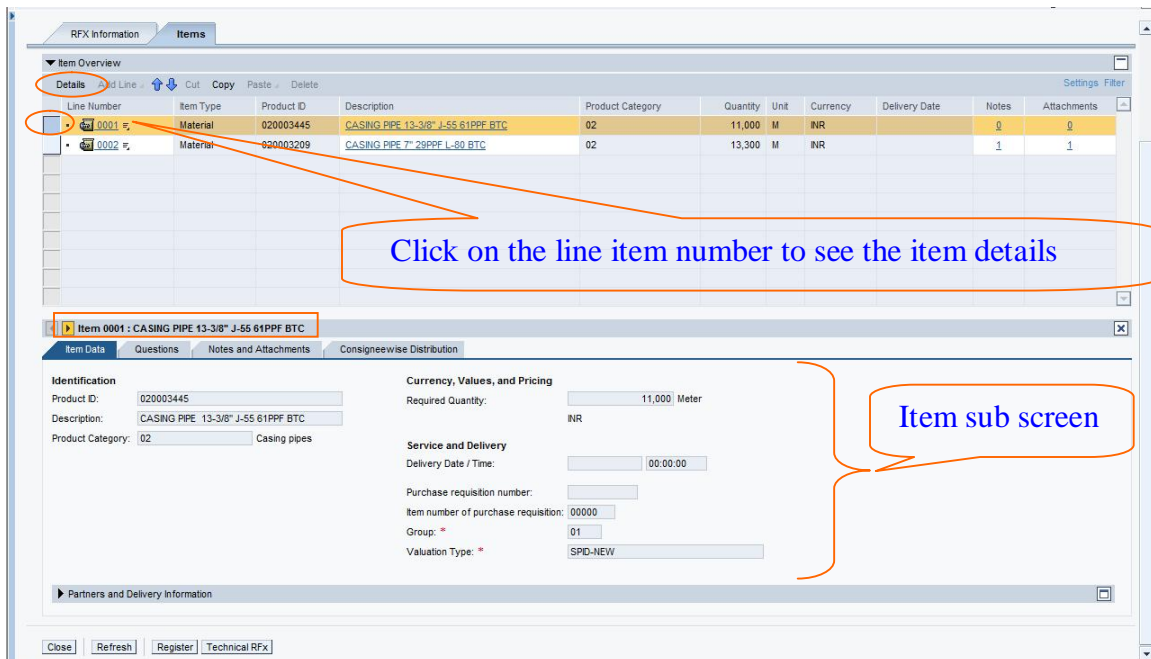 RFX Information Items
Item Overview
Details Add Line Cut Copy Paste Delete Settings Filter
Line Number Item Type Product ID Description Product Category Quantity Unit Currency Delivery Date Notes Attachments
0001 Material 020003445 CASING PIPE 13-3/8" J-55 61PPF BTC 02 11,000 M INR 0 0
0002 Material 020003209 CASING PIPE 7" 29PPF L-80 BTC 02 13,300 M INR 1 1
Click on the line item number to see the item details
Item 0001 : CASING PIPE 13-3/8" J-55 61PPF BTC
Item Data Questions Notes and Attachments Consigneewise Distribution
Identification Currency, Values, and Pricing
Product ID: 020003445 Required Quantity: 11,000 Meter
Description: CASING PIPE 13-3/8" J-55 61PPF BTC INR
Item sub screen
Product Category: 02 Casing pipes
Service and Delivery
Delivery Date / Time: 00:00:00
Purchase requisition number:
Item number of purchase requisition: 00000
Group: * 01
Valuation Type: * SPID-NEW
Partners and Delivery Information
Close Refresh Register Technical RFx